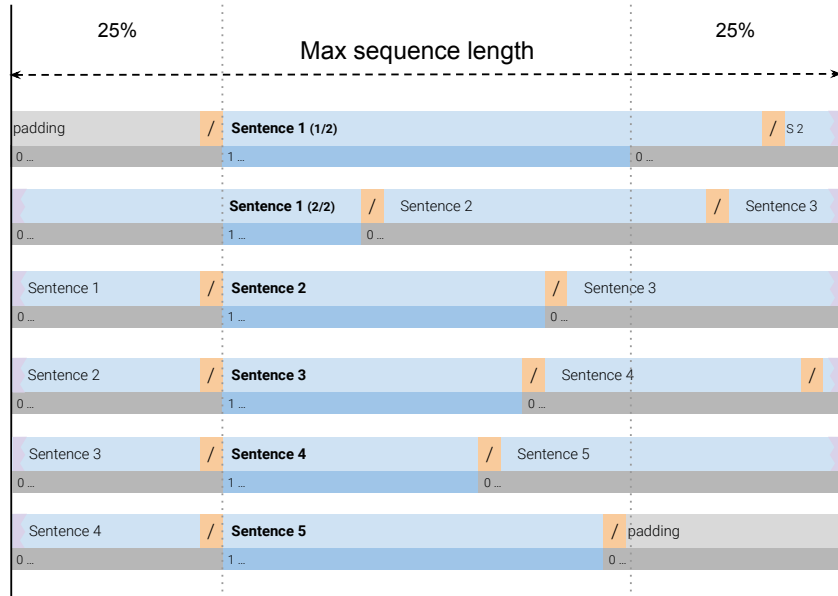 25% 25%
Max sequence length
padding / Sentence 1 (1/2) / S 2
0 ... 1 ... 0 ...
Sentence 1 (2/2) / Sentence 2 / Sentence 3
0 ... 1 ... 0 ...
Sentence 1 / Sentence 2 / Sentence 3
0 ... 1 ... 0 ...
Sentence 2 / Sentence 3 / Sentence 4 /
0 ... 1 ... 0 ...
Sentence 3 / Sentence 4 / Sentence 5
0 ... 1 ... 0 ...
Sentence 4 / Sentence 5 / padding
0 ... 1 ... 0 ...